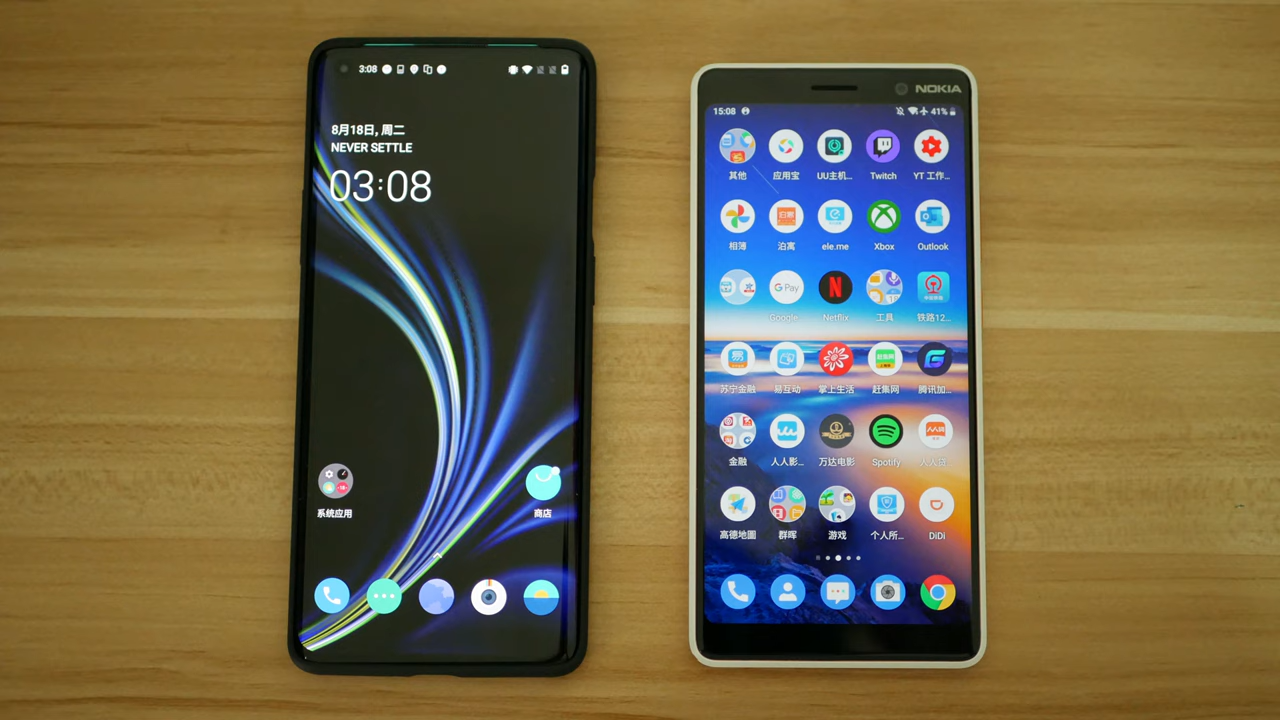 3:08
8月18日, 周二
NEVER SETTLE
03:08
系统应用
商店
NOKIA
15:08
41%
其他
应用宝
UU主机...
Twitch
YT 工作...
相簿
泊寓
ele.me
Xbox
Outlook
G Pay
Google
Netflix
工具
铁路12...
苏宁金融
易互动
掌上生活
赶集网
腾讯加...
金融
人人影...
万达电影
Spotify
人人贷...
高德地圖
群晖
游戏
个人所...
DiDi